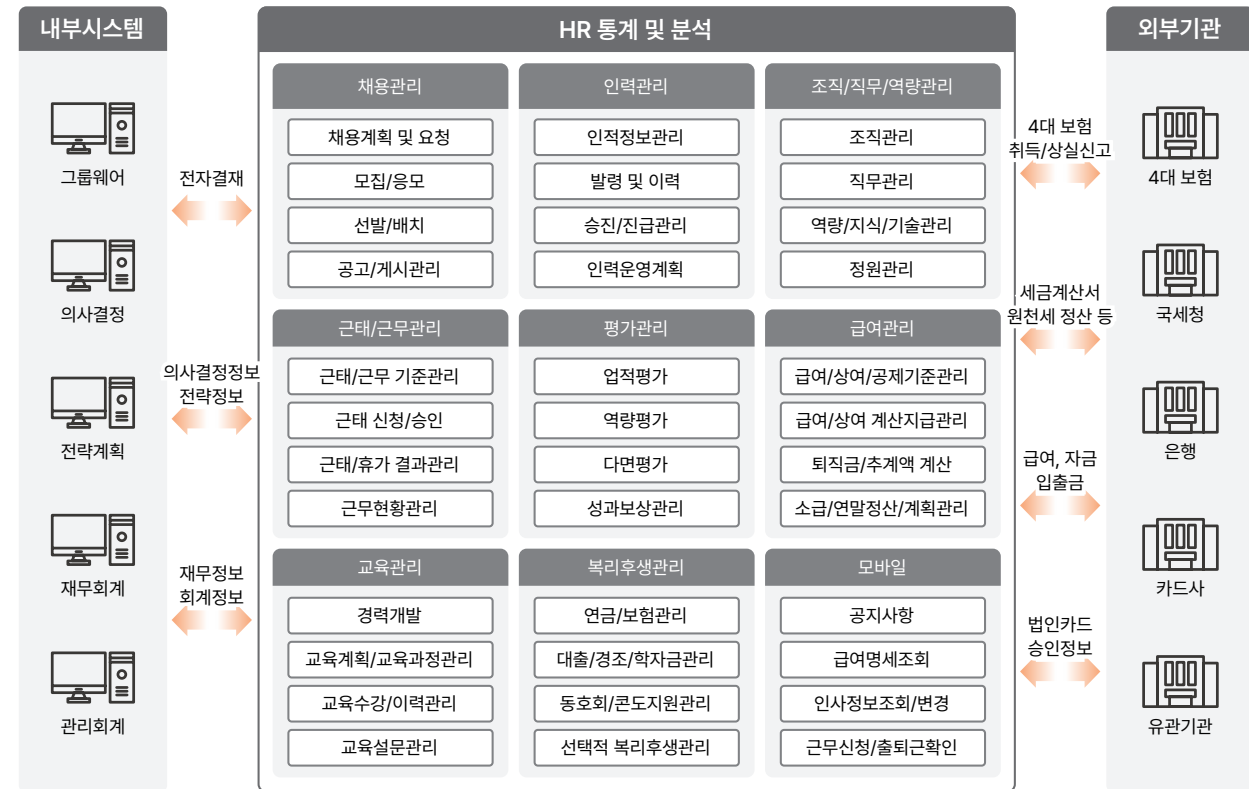 내부시스템
그룹웨어
의사결정
전략계획
재무회계
관리회계
전자결재
의사결정정보
전략정보
재무정보
회계정보
HR 통계 및 분석
채용관리
채용계획 및 요청
모집/응모
선발/배치
공고/게시관리
인력관리
인적정보관리
발령 및 이력
승진/진급관리
인력운영계획
조직/직무/역량관리
조직관리
직무관리
역량/지식/기술관리
정원관리
근태/근무관리
근태/근무 기준관리
근태 신청/승인
근태/휴가 결과관리
근무현황관리
평가관리
업적평가
역량평가
다면평가
성과보상관리
급여관리
급여/상여/공제기준관리
급여/상여 계산지급관리
퇴직금/추계액 계산
소급/연말정산/계획관리
교육관리
경력개발
교육계획/교육과정관리
교육수강/이력관리
교육설문관리
복리후생관리
연금/보험관리
대출/경조/학자금관리
동호회/콘도지원관리
선택적 복리후생관리
모바일
공지사항
급여명세조회
인사정보조회/변경
근무신청/출퇴근확인
4대 보험
취득/상실신고
세금계산서
원천세 정산 등
급여, 자금
입출금
법인카드
승인정보
외부기관
4대 보험
국세청
은행
카드사
유관기관